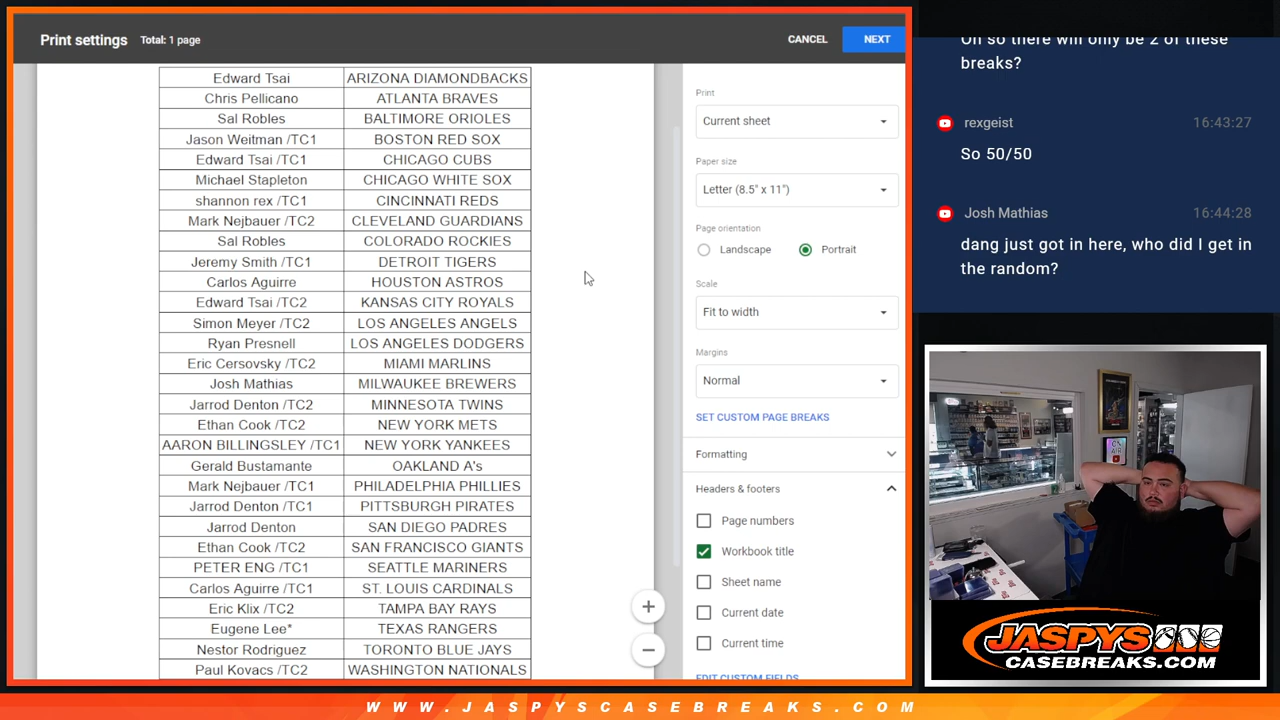 Print settings Total: 1 page CANCEL NEXT
Edward Tsai ARIZONA DIAMONDBACKS
Chris Pellicano ATLANTA BRAVES
Sal Robles BALTIMORE ORIOLES
Jason Weitman /TC1 BOSTON RED SOX
Edward Tsai /TC1 CHICAGO CUBS
Michael Stapleton CHICAGO WHITE SOX
shannon rex /TC1 CINCINNATI REDS
Mark Nejbauer /TC2 CLEVELAND GUARDIANS
Sal Robles COLORADO ROCKIES
Jeremy Smith /TC1 DETROIT TIGERS
Carlos Aguirre HOUSTON ASTROS
Edward Tsai /TC2 KANSAS CITY ROYALS
Simon Meyer /TC2 LOS ANGELES ANGELS
Ryan Presnell LOS ANGELES DODGERS
Eric Cersovsky /TC2 MIAMI MARLINS
Josh Mathias MILWAUKEE BREWERS
Jarrod Denton /TC2 MINNESOTA TWINS
Ethan Cook /TC2 NEW YORK METS
AARON BILLINGSLEY /TC1 NEW YORK YANKEES
Gerald Bustamante OAKLAND A's
Mark Nejbauer /TC1 PHILADELPHIA PHILLIES
Jarrod Denton /TC1 PITTSBURGH PIRATES
Jarrod Denton SAN DIEGO PADRES
Ethan Cook /TC2 SAN FRANCISCO GIANTS
PETER ENG /TC1 SEATTLE MARINERS
Carlos Aguirre /TC1 ST. LOUIS CARDINALS
Eric Klix /TC2 TAMPA BAY RAYS
Eugene Lee* TEXAS RANGERS
Nestor Rodriguez TORONTO BLUE JAYS
Paul Kovacs /TC2 WASHINGTON NATIONALS
Print
Current sheet
Paper size
Letter (8.5" x 11")
Page orientation
Landscape Portrait
Scale
Fit to width
Margins
Normal
SET CUSTOM PAGE BREAKS
Formatting
Headers & footers
Page numbers
Workbook title
Sheet name
Current date
Current time
EDIT CUSTOM FIELDS
Oh so there will only be 2 of these
breaks?
rexgeist 16:43:27
So 50/50
Josh Mathias 16:44:28
dang just got in here, who did I get in
the random?
ON AIR
JASPYS
CASEBREAKS.COM
WWW.JASPYSCASEBREAKS.COM